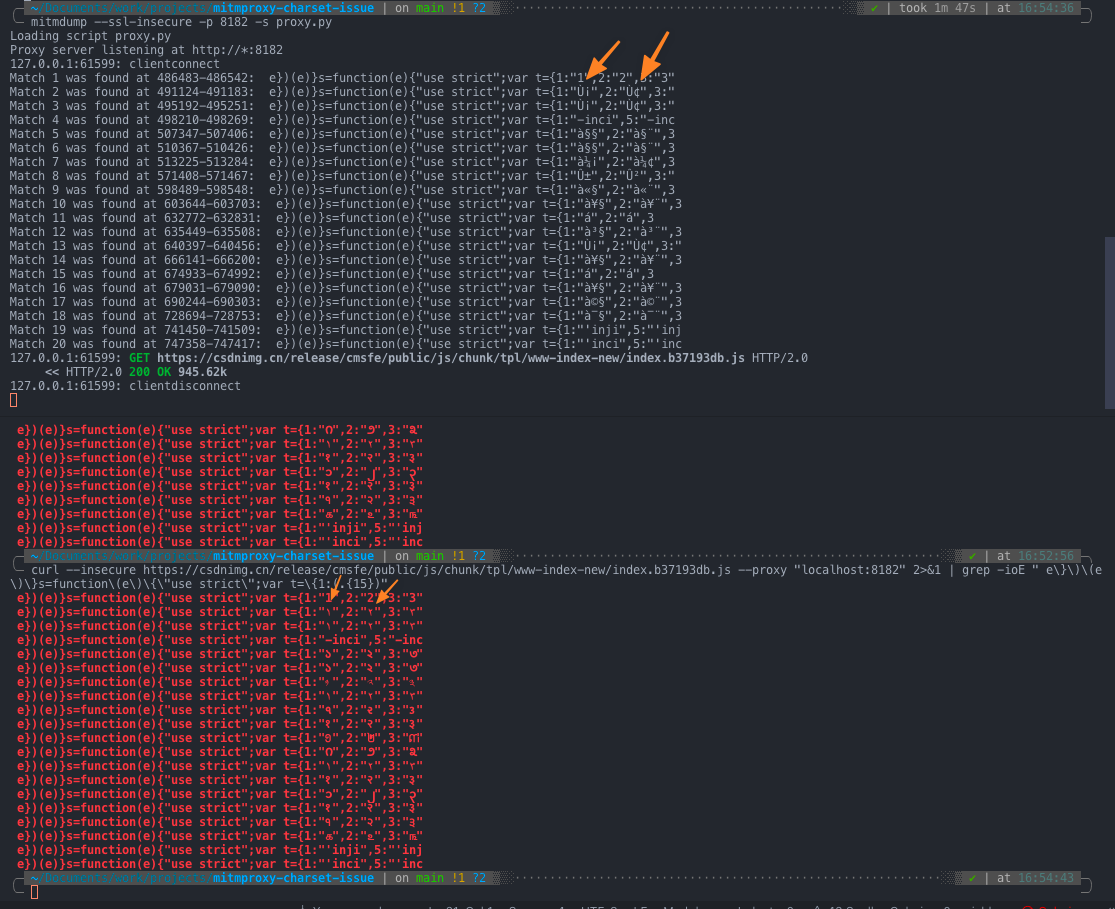 ~/Documents/work/projects/mitmproxy-charset-issue | on main !1 ?2 ✔ | took 1m 47s | at 16:54:36
mitmdump --ssl-insecure -p 8182 -s proxy.py
Loading script proxy.py
Proxy server listening at http://*:8182
127.0.0.1:61599: clientconnect
Match 1 was found at 486483-486542:  e})(e)}s=function(e){"use strict";var t={1:"1",2:"2",3:"3"
Match 2 was found at 491124-491183:  e})(e)}s=function(e){"use strict";var t={1:"Ù¡",2:"Ù¢",3:"
Match 3 was found at 495192-495251:  e})(e)}s=function(e){"use strict";var t={1:"Ù¡",2:"Ù¢",3:"
Match 4 was found at 498210-498269:  e})(e)}s=function(e){"use strict";var t={1:"-inci",5:"-inc
Match 5 was found at 507347-507406:  e})(e)}s=function(e){"use strict";var t={1:"à§§",2:"à§¨",3
Match 6 was found at 510367-510426:  e})(e)}s=function(e){"use strict";var t={1:"à§§",2:"à§¨",3
Match 7 was found at 513225-513284:  e})(e)}s=function(e){"use strict";var t={1:"à¼¡",2:"à¼¢",3
Match 8 was found at 571408-571467:  e})(e)}s=function(e){"use strict";var t={1:"Û±",2:"Û²",3:"
Match 9 was found at 598489-598548:  e})(e)}s=function(e){"use strict";var t={1:"à«§",2:"à«¨",3
Match 10 was found at 603644-603703:  e})(e)}s=function(e){"use strict";var t={1:"à¥§",2:"à¥¨",3
Match 11 was found at 632772-632831:  e})(e)}s=function(e){"use strict";var t={1:"á",2:"á",3
Match 12 was found at 635449-635508:  e})(e)}s=function(e){"use strict";var t={1:"à³§",2:"à³¨",3
Match 13 was found at 640397-640456:  e})(e)}s=function(e){"use strict";var t={1:"Ù¡",2:"Ù¢",3:"
Match 14 was found at 666141-666200:  e})(e)}s=function(e){"use strict";var t={1:"à¥§",2:"à¥¨",3
Match 15 was found at 674933-674992:  e})(e)}s=function(e){"use strict";var t={1:"á",2:"á",3
Match 16 was found at 679031-679090:  e})(e)}s=function(e){"use strict";var t={1:"à¥§",2:"à¥¨",3
Match 17 was found at 690244-690303:  e})(e)}s=function(e){"use strict";var t={1:"à©§",2:"à©¨",3
Match 18 was found at 728694-728753:  e})(e)}s=function(e){"use strict";var t={1:"à¯§",2:"à¯¨",3
Match 19 was found at 741450-741509:  e})(e)}s=function(e){"use strict";var t={1:"'inji",5:"'inj
Match 20 was found at 747358-747417:  e})(e)}s=function(e){"use strict";var t={1:"'inci",5:"'inc
127.0.0.1:61599: GET https://csdnimg.cn/release/cmsfe/public/js/chunk/tpl/www-index-new/index.b37193db.js HTTP/2.0
<< HTTP/2.0 200 OK 945.62k
127.0.0.1:61599: clientdisconnect
e})(e)}s=function(e){"use strict";var t={1:"೧",2:"೨",3:"೩"
e})(e)}s=function(e){"use strict";var t={1:"١",2:"٢",3:"٣"
e})(e)}s=function(e){"use strict";var t={1:"१",2:"२",3:"३"
e})(e)}s=function(e){"use strict";var t={1:"၁",2:"၂",3:"၃"
e})(e)}s=function(e){"use strict";var t={1:"१",2:"२",3:"३"
e})(e)}s=function(e){"use strict";var t={1:"੧",2:"੨",3:"੩"
e})(e)}s=function(e){"use strict";var t={1:"௧",2:"௨",3:"௩"
e})(e)}s=function(e){"use strict";var t={1:"'inji",5:"'inj
e})(e)}s=function(e){"use strict";var t={1:"'inci",5:"'inc
~/Documents/work/projects/mitmproxy-charset-issue | on main !1 ?2 ✔ | at 16:52:56
curl --insecure https://csdnimg.cn/release/cmsfe/public/js/chunk/tpl/www-index-new/index.b37193db.js --proxy "localhost:8182" 2>&1 | grep -ioE " e\}\)\(e
\)\}s=function\(e\)\{\"use strict\";var t=\{1:(.{15})"
e})(e)}s=function(e){"use strict";var t={1:"1",2:"2",3:"3"
e})(e)}s=function(e){"use strict";var t={1:"١",2:"٢",3:"٣"
e})(e)}s=function(e){"use strict";var t={1:"١",2:"٢",3:"٣"
e})(e)}s=function(e){"use strict";var t={1:"-inci",5:"-inc
e})(e)}s=function(e){"use strict";var t={1:"১",2:"২",3:"৩"
e})(e)}s=function(e){"use strict";var t={1:"১",2:"২",3:"৩"
e})(e)}s=function(e){"use strict";var t={1:"༡",2:"༢",3:"༣"
e})(e)}s=function(e){"use strict";var t={1:"۱",2:"۲",3:"۳"
e})(e)}s=function(e){"use strict";var t={1:"૧",2:"૨",3:"૩"
e})(e)}s=function(e){"use strict";var t={1:"१",2:"२",3:"३"
e})(e)}s=function(e){"use strict";var t={1:"១",2:"២",3:"៣"
e})(e)}s=function(e){"use strict";var t={1:"೧",2:"೨",3:"೩"
e})(e)}s=function(e){"use strict";var t={1:"١",2:"٢",3:"٣"
e})(e)}s=function(e){"use strict";var t={1:"१",2:"२",3:"३"
e})(e)}s=function(e){"use strict";var t={1:"၁",2:"၂",3:"၃"
e})(e)}s=function(e){"use strict";var t={1:"१",2:"२",3:"३"
e})(e)}s=function(e){"use strict";var t={1:"੧",2:"੨",3:"੩"
e})(e)}s=function(e){"use strict";var t={1:"௧",2:"௨",3:"௩"
e})(e)}s=function(e){"use strict";var t={1:"'inji",5:"'inj
e})(e)}s=function(e){"use strict";var t={1:"'inci",5:"'inc
~/Documents/work/projects/mitmproxy-charset-issue | on main !1 ?2 ✔ | at 16:54:43